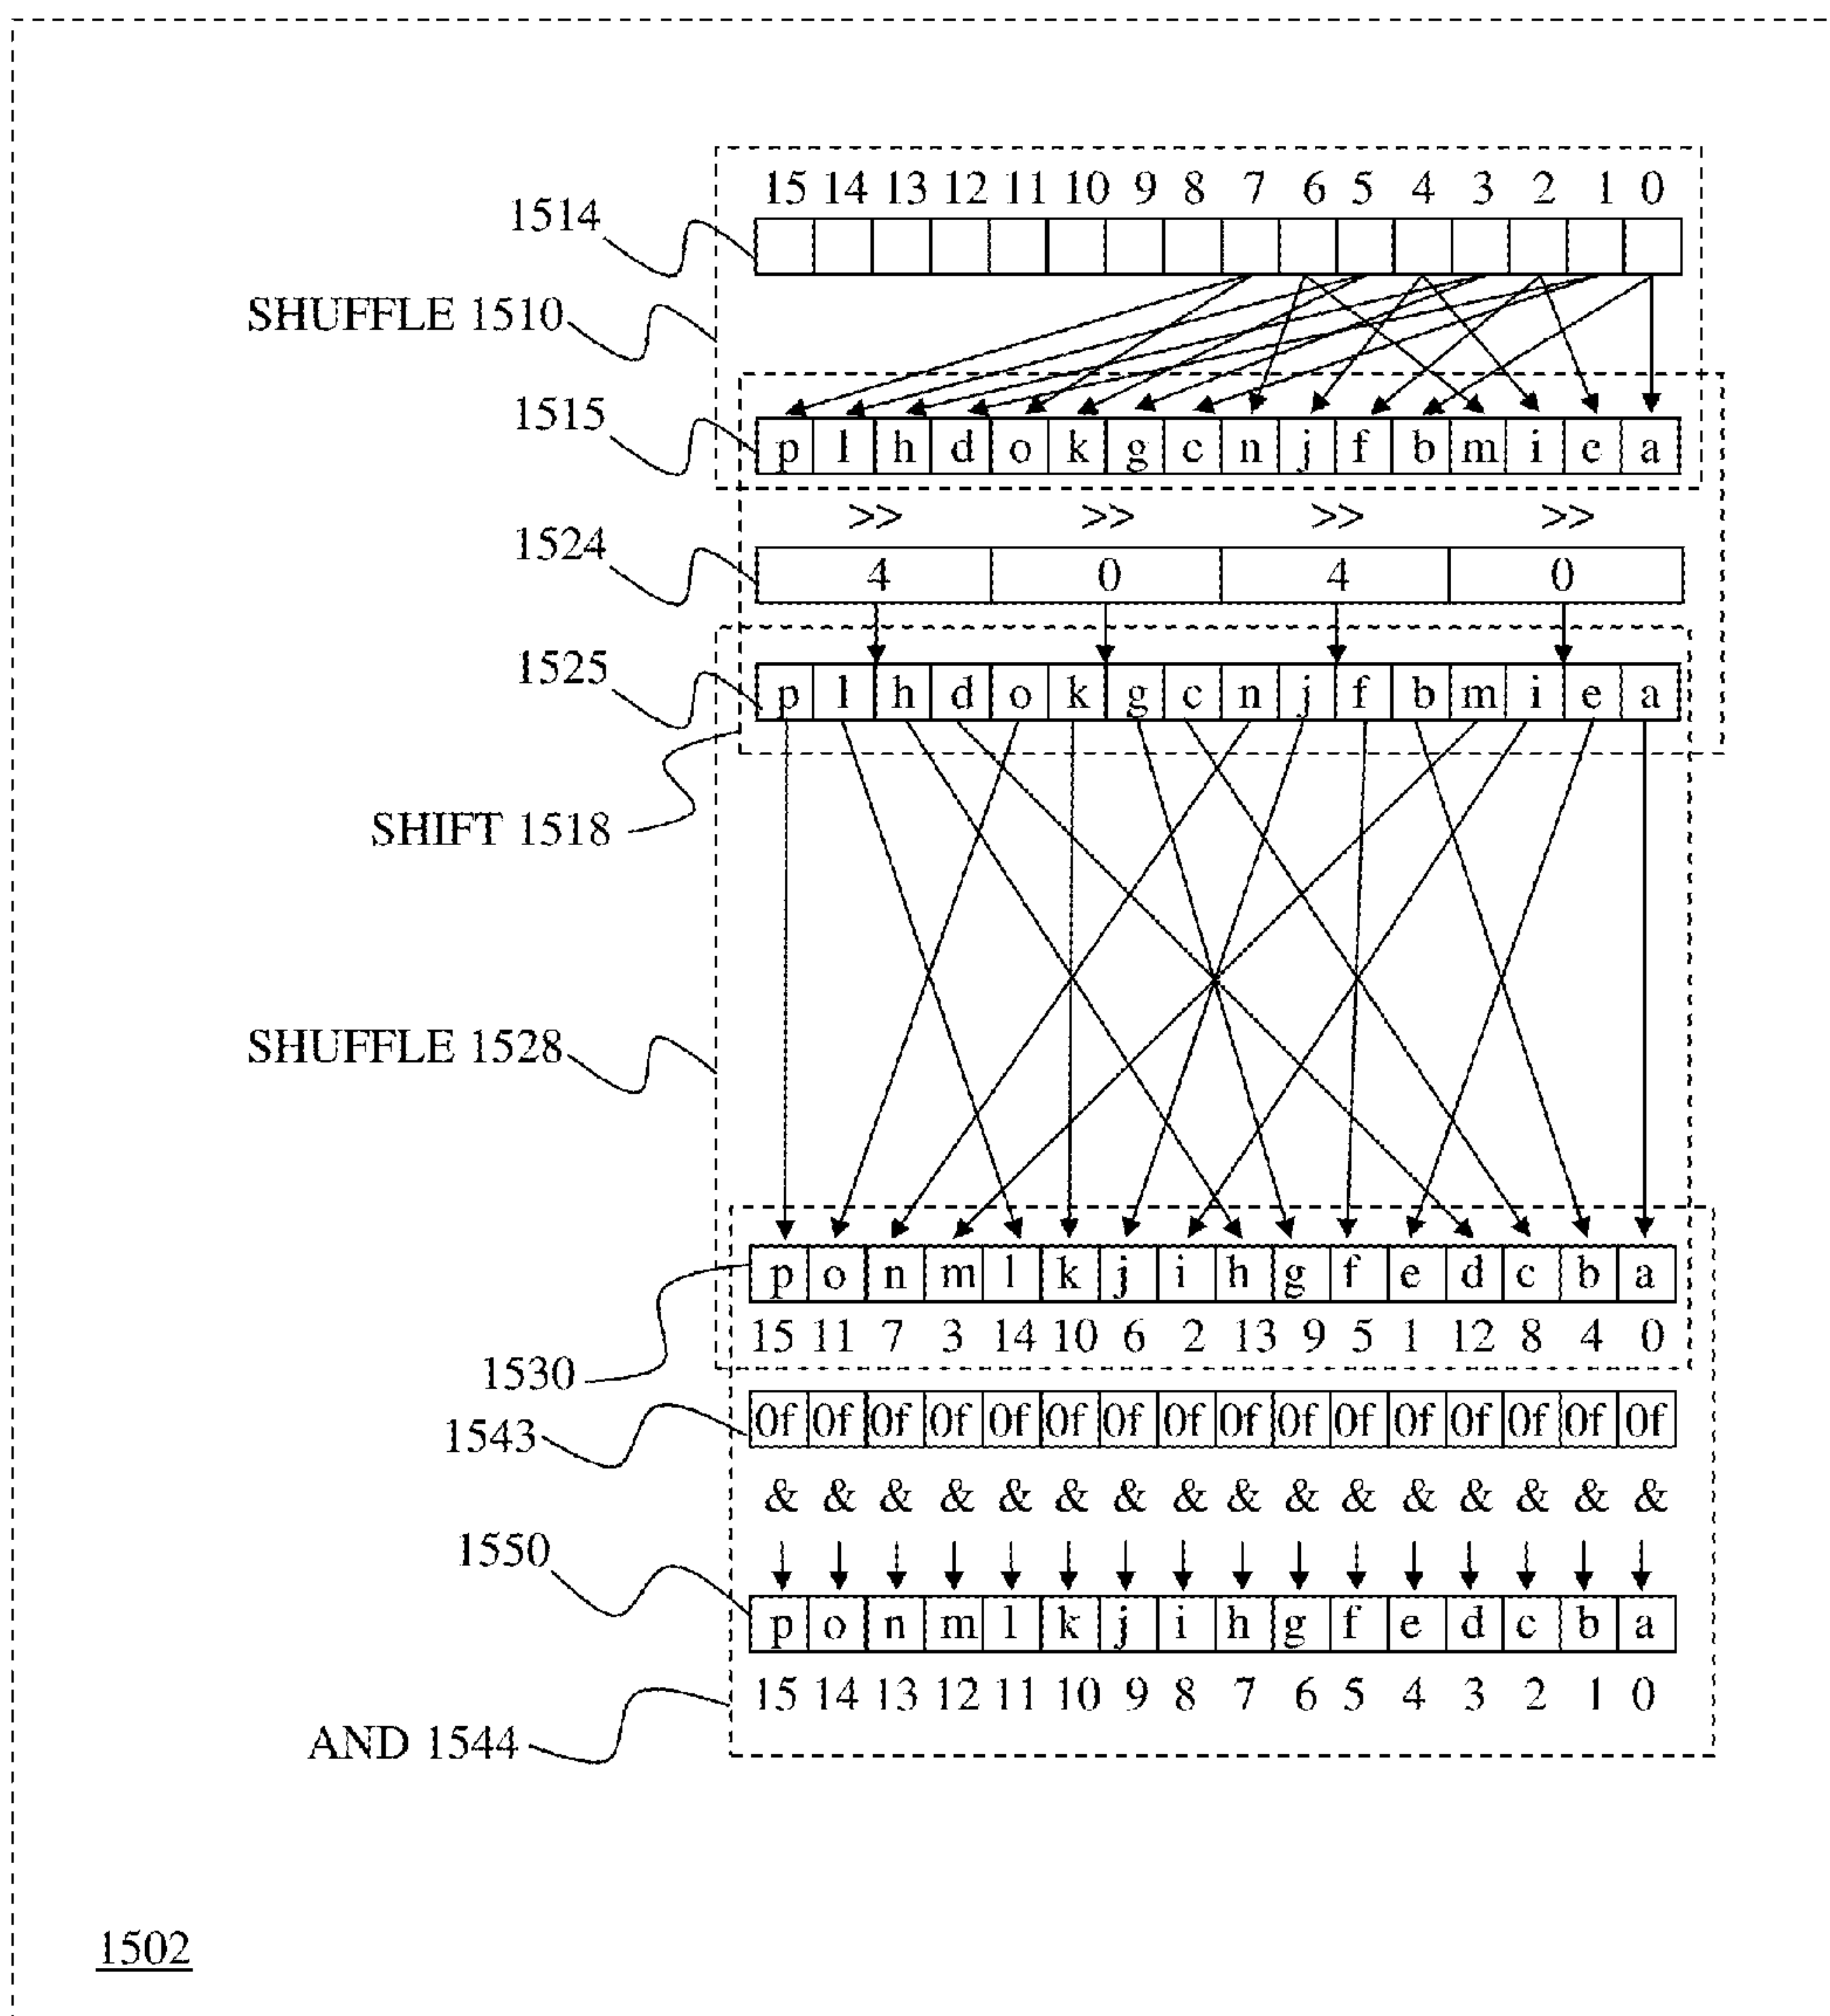 15 14 13 12 11 10 9 8 7 6 5 4 3 2 1 0
1514
SHUFFLE 1510
1515
p l h d o k g c n j f b m i e a
>> >> >> >>
1524
4 0 4 0
1525
p l h d o k g c n j f b m i e a
SHIFT 1518
SHUFFLE 1528
p o n m l k j i h g f e d c b a
15 11 7 3 14 10 6 2 13 9 5 1 12 8 4 0
1530
0f 0f 0f 0f 0f 0f 0f 0f 0f 0f 0f 0f 0f 0f 0f 0f
1543
& & & & & & & & & & & & & & & &
1550
p o n m l k j i h g f e d c b a
15 14 13 12 11 10 9 8 7 6 5 4 3 2 1 0
AND 1544
1502